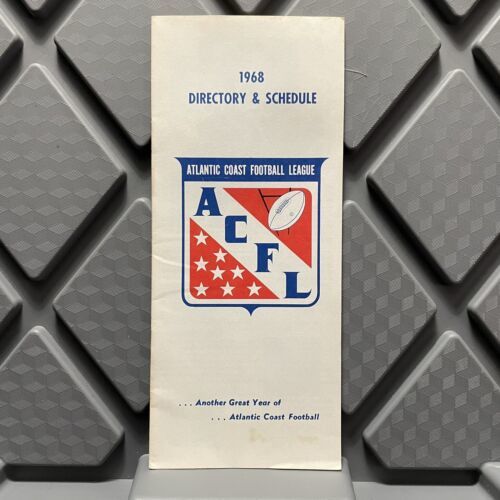 1968
DIRECTORY & SCHEDULE
ATLANTIC COAST FOOTBALL LEAGUE
A C F L
. . . Another Great Year of
. . . Atlantic Coast Football